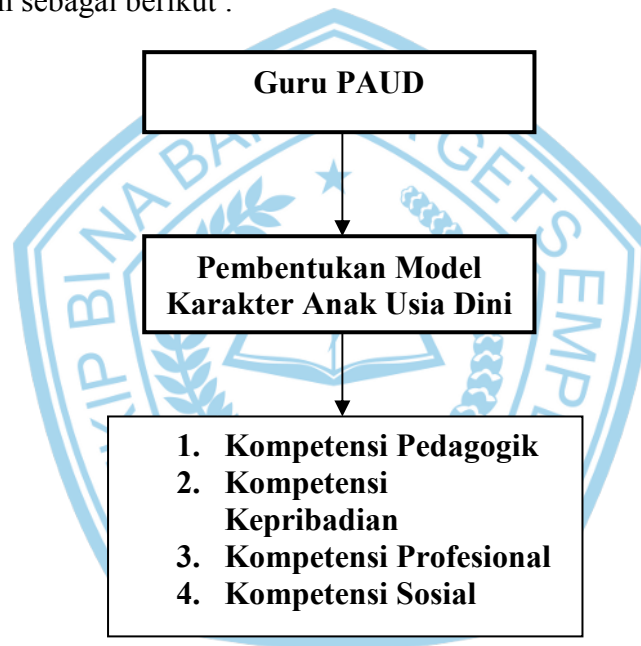 sebagai berikut :
Guru PAUD
Pembentukan Model
Karakter Anak Usia Dini
1. Kompetensi Pedagogik
2. Kompetensi
Kepribadian
3. Kompetensi Profesional
4. Kompetensi Sosial